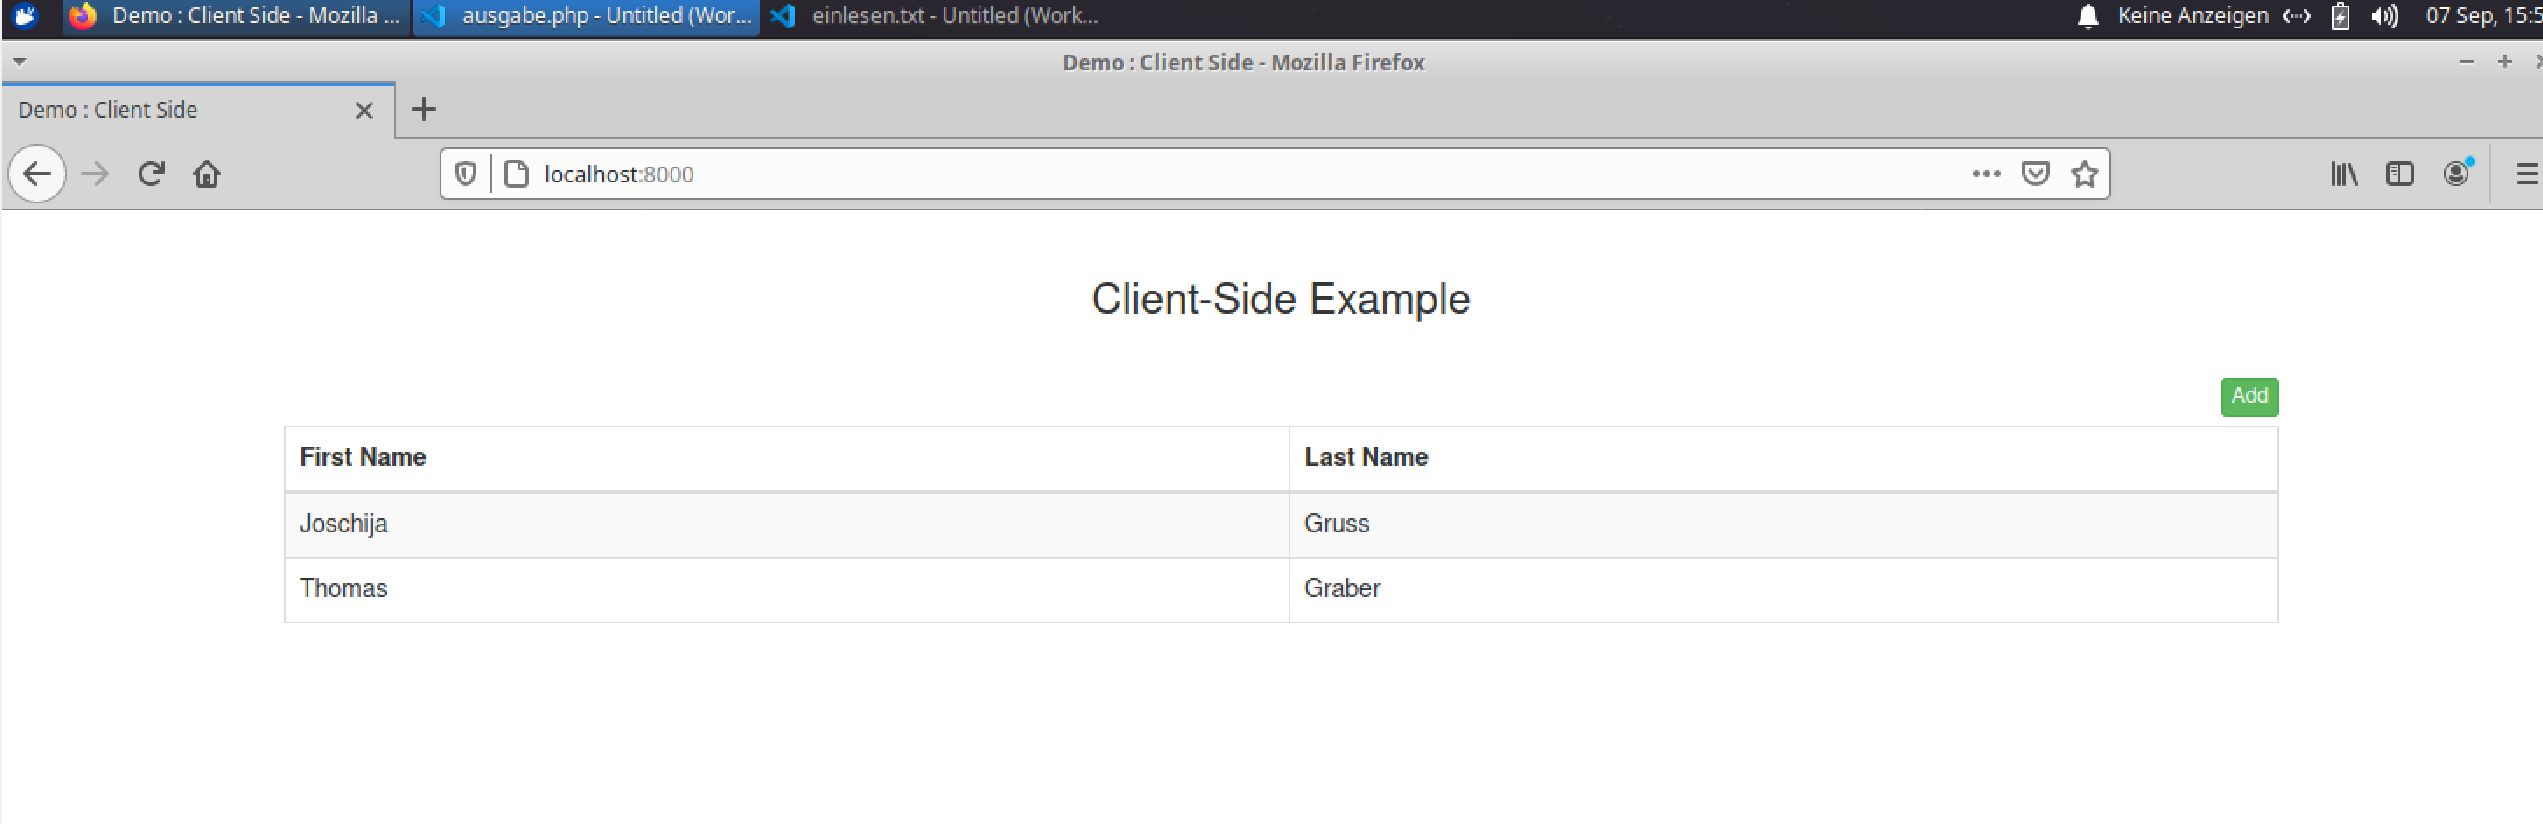 Demo : Client Side - Mozilla ... ausgabe.php - Untitled (Wor... einlesen.txt - Untitled (Work... Keine Anzeigen 07 Sep, 15:5
Demo : Client Side - Mozilla Firefox
Demo : Client Side
localhost:8000
Client-Side Example
Add
First Name Last Name
Joschija Gruss
Thomas Graber